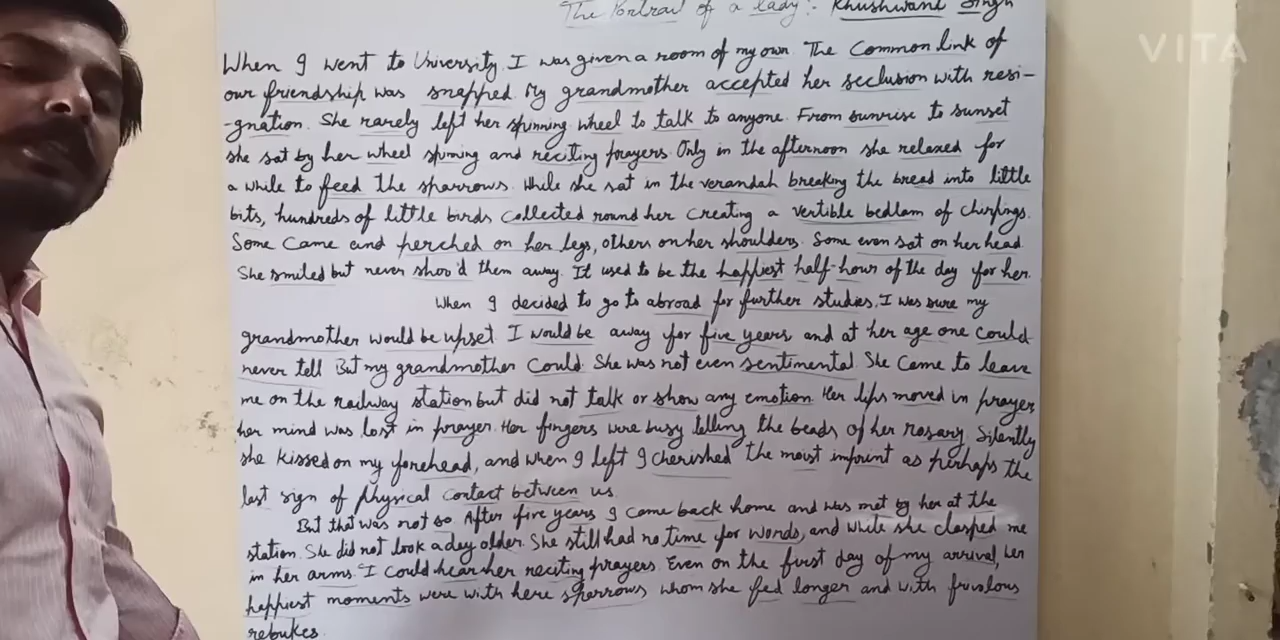 The Portrait of a lady :- Khushwant Singh
VITA
When I went to University I was given a room of my own. The Common link of
our friendship was snapped. My grandmother accepted her seclusion with resi-
-gnation. She rarely left her spinning wheel to talk to anyone. From sunrise to sunset
she sat by her wheel spinning and reciting prayers. Only in the afternoon she relaxed for
a while to feed the sparrows. While she sat in the verandah breaking the bread into little
bits, hundreds of little birds collected round her creating a vertible bedlam of chirpings.
Some came and perched on her legs, others on her shoulders. Some even sat on her head.
She smiled but never shoo'd them away. It used to be the happiest half-hour of the day for her.
When I decided to go to abroad for further studies, I was sure my
grandmother would be upset. I would be away for five years and at her age one could
never tell But my grandmother Could. She was not even sentimental. She Came to leave
me on the railway station but did not talk or show any emotion. Her lips moved in prayer
her mind was lost in prayer. Her fingers were busy telling the beads of her rosary. Silently
she kissed on my forehead, and when I left I cherished the moist imprint as perhaps the
last sign of physical contact between us.
But that was not so. After five years I came back home and was met by her at the
station. She did not look a day older. She still had no time for words, and while she clasped me
in her arms. I could hear her reciting prayers. Even on the first day of my arrival, her
happiest moments were with here sparrows whom she fed longer and with frivolous
rebukes.